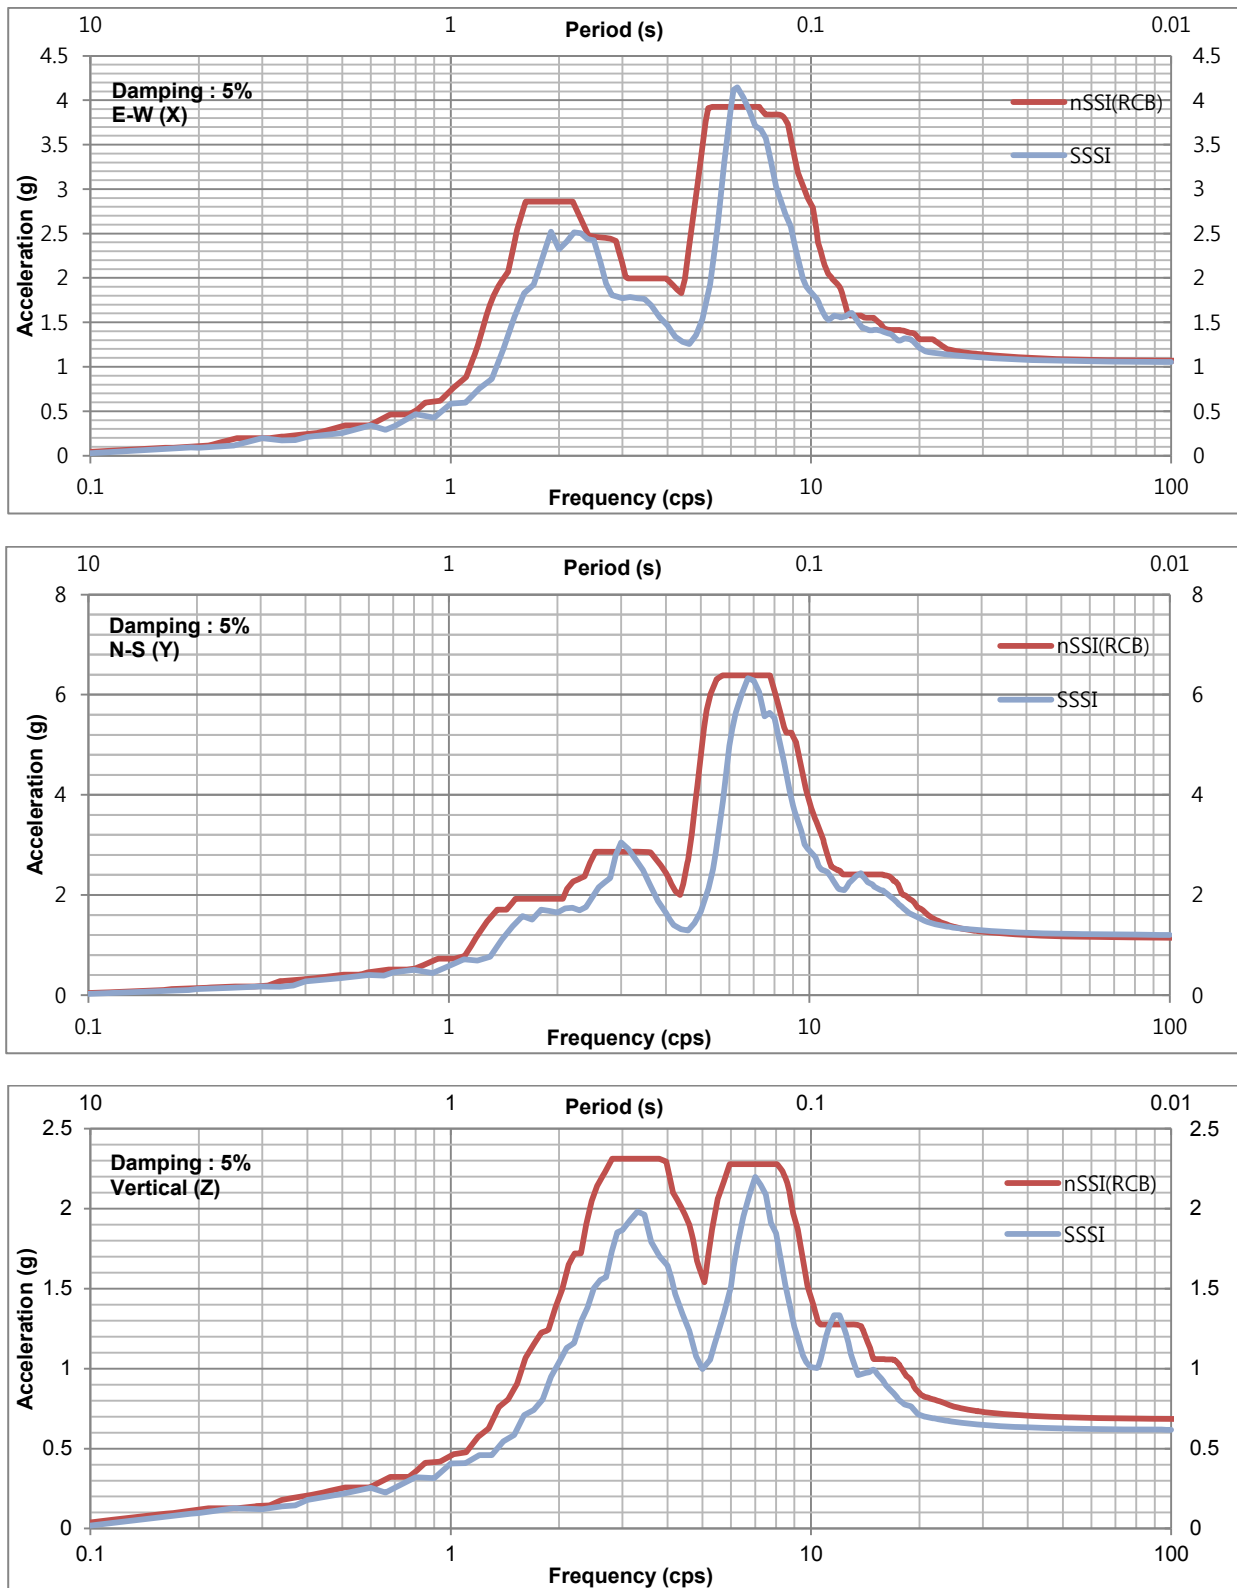 10 1 Period (s) 0.1 0.01
4.5 4.5
Damping : 5%
E-W (X)
4 nSSI(RCB) 4
3.5 3.5
SSSI
3 3
2.5 2.5
2 2
1.5 1.5
1 1
0.5 0.5
0 0
Acceleration (g)
0.1 1 10 100
Frequency (cps)
10 1 Period (s) 0.1 0.01
8 8
Damping : 5%
N-S (Y)
nSSI(RCB)
6 SSSI 6
4 4
2 2
0 0
Acceleration (g)
0.1 1 10 100
Frequency (cps)
10 1 Period (s) 0.1 0.01
2.5 2.5
Damping : 5%
Vertical (Z)
nSSI(RCB)
2 SSSI 2
1.5 1.5
1 1
0.5 0.5
0 0
Acceleration (g)
0.1 1 10 100
Frequency (cps)